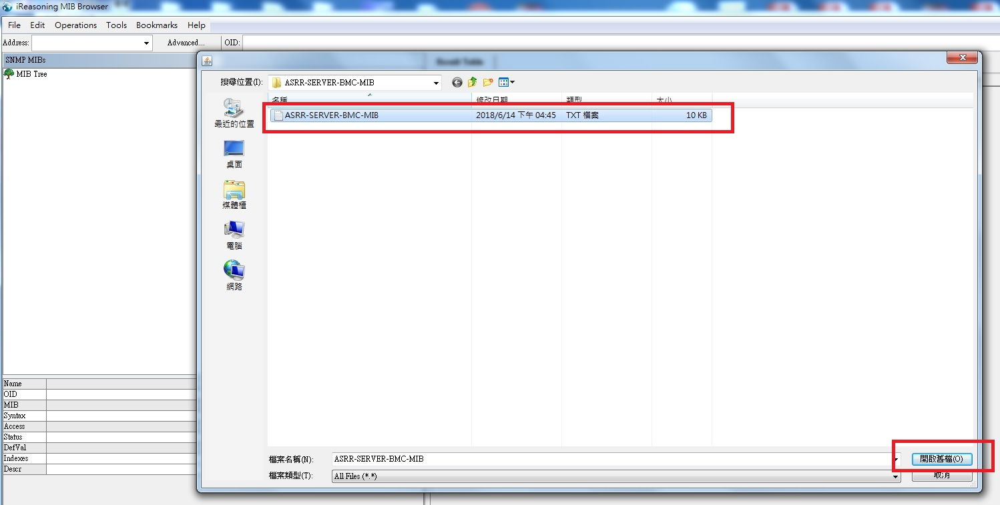 iReasoning MIB Browser
File Edit Operations Tools Bookmarks Help
Address: Advanced... OID:
SNMP MIBs
MIB Tree
Result Table
搜尋位置(I): ASRR-SERVER-BMC-MIB
名稱 修改日期 類型 大小
ASRR-SERVER-BMC-MIB 2018/6/14 下午 04:45 TXT 檔案 10 KB
最近的位置
桌面
媒體櫃
電腦
網路
Name
OID
MIB
Syntax
Access
Status
DefVal
Indexes
Descr
檔案名稱(N): ASRR-SERVER-BMC-MIB 開啟舊檔(O)
檔案類型(T): All Files (*.*) 取消